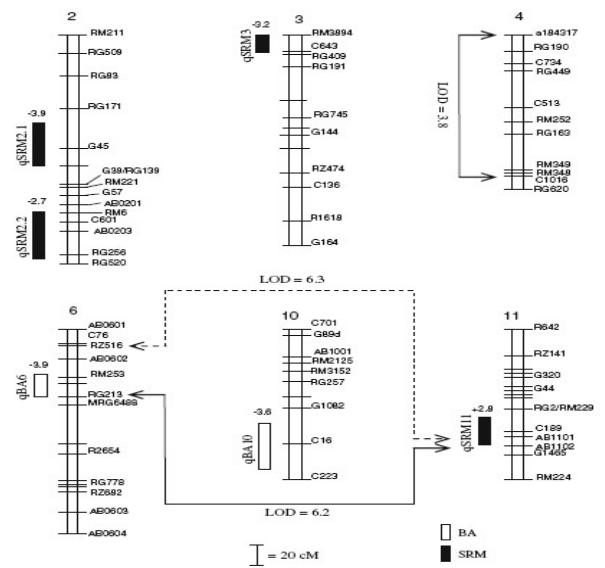 2
RM211
RG509
RG83
RG171
G45
G39/RG139
RM221
G57
AB0201
RM6
C601
AB0203
RG256
RG520
-3.9
qSRM2.1
-2.7
qSRM2.2
3
-3.2
qSRM3
RM3894
C643
RG409
RG191
RG745
G144
RZ474
C136
R1618
G164
4
a184317
RG190
C734
RG449
C513
RM252
RG163
RM349
RM348
C1016
RG620
LOD = 3.8
LOD = 6.3
6
AB0601
C76
RZ516
AB0602
RM253
RG213
MRG6488
R2654
RG778
RZ682
AB0603
AB0604
-3.9
qBA6
10
C701
G89d
AB1001
RM2125
RM3152
RG257
G1082
C16
C223
-3.6
qBA10
11
R642
RZ141
G320
G44
RG2/RM229
C189
AB1101
AB1102
G1465
RM224
+2.8
qSRM11
LOD = 6.2
= 20 cM
BA
SRM